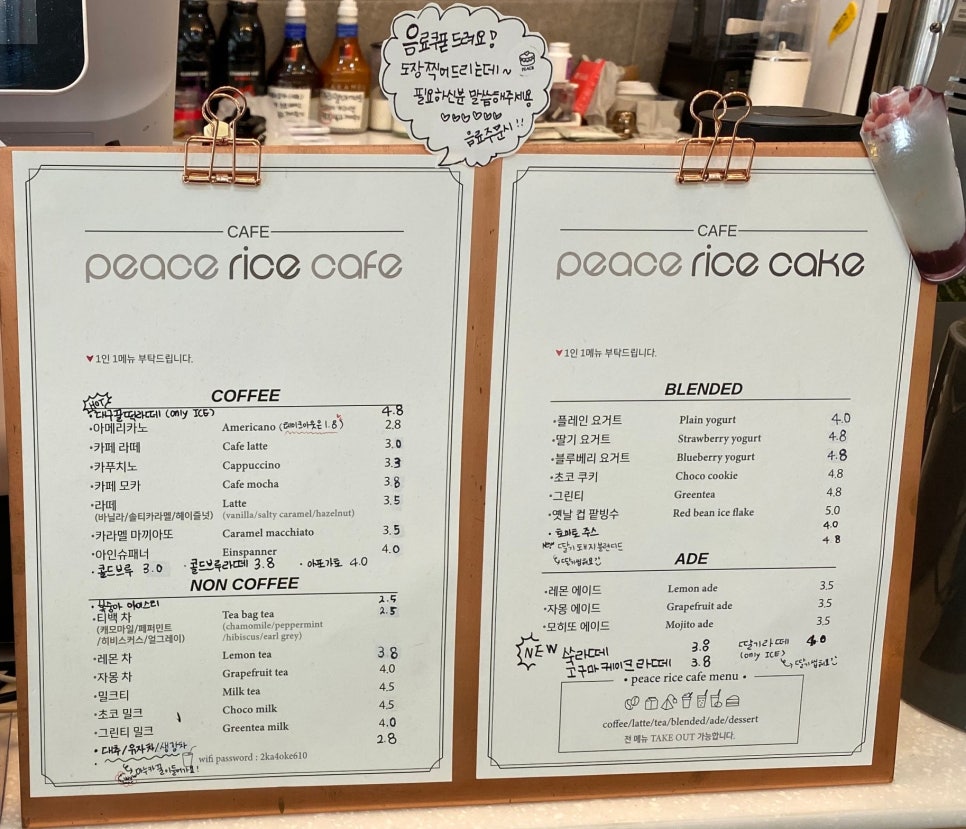 음료쿠폰 드려요!
도장찍어드리는데~
필요하신분 말씀해주세요
음료주문시!!
CAFE
peace rice cafe
1인 1메뉴 부탁드립니다.
COFFEE
HOT
(only ICE) 4.8
아메리카노 Americano (테이크아웃은 1.8) 2.8
카페 라떼 Cafe latte 3.0
카푸치노 Cappuccino 3.3
카페 모카 Cafe mocha 3.8
라떼 Latte 3.5
(바닐라/솔티카라멜/헤이즐넛) (vanilla/salty caramel/hazelnut)
카라멜 마끼아또 Caramel macchiato 3.5
아인슈패너 Einspanner 4.0
콜드브루 3.0 콜드브루라떼 3.8 아포가토 4.0
NON COFFEE
복숭아 아이스티 2.5
티백 차 Tea bag tea 2.5
(캐모마일/페퍼민트 (chamomile/peppermint
/히비스커스/얼그레이) /hibiscus/earl grey)
레몬 차 Lemon tea 3.8
자몽 차 Grapefruit tea 4.0
밀크티 Milk tea 4.5
초코 밀크 Choco milk 4.5
그린티 밀크 Greentea milk 4.0
대추/유자차/생강차 2.8
wifi password : 2ka4oke610
CAFE
peace rice cake
1인 1메뉴 부탁드립니다.
BLENDED
플레인 요거트 Plain yogurt 4.0
딸기 요거트 Strawberry yogurt 4.8
블루베리 요거트 Blueberry yogurt 4.8
초코 쿠키 Choco cookie 4.8
그린티 Greentea 4.8
옛날 컵 팥빙수 Red bean ice flake 5.0
토마토 주스 4.0
NEW 딸기 블렌디드 4.8
ADE
레몬 에이드 Lemon ade 3.5
자몽 에이드 Grapefruit ade 3.5
모히또 에이드 Mojito ade 3.5
NEW 쑥라떼 3.8 딸기라떼 4.0
고구마케이크라떼 3.8 (only ICE)
peace rice cafe menu
coffee/latte/tea/blended/ade/dessert
전 메뉴 TAKE OUT 가능합니다.